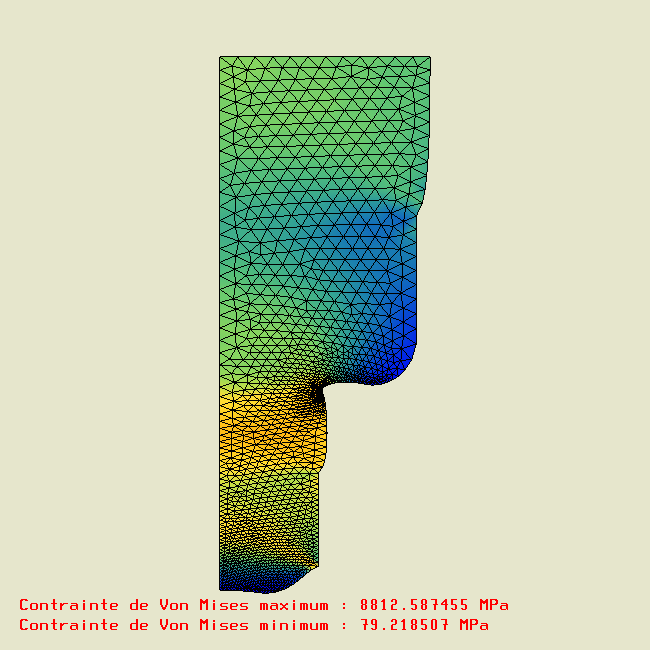 Contrainte de Von Mises maximum : 8812.587455 MPa
Contrainte de Von Mises minimum : 79.218507 MPa